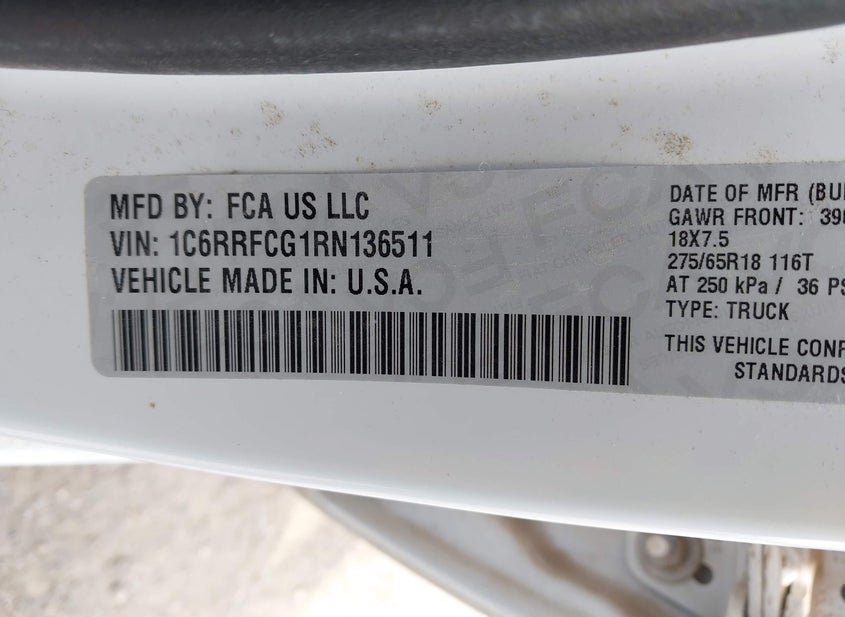 MFD BY: FCA US LLC
VIN: 1C6RRFCG1RN136511
VEHICLE MADE IN: U.S.A.
DATE OF MFR
GAWR FRONT:
18X7.5
275/65R18 116T
AT 250 kPa / 36
TYPE: TRUCK
THIS VEHICLE
STANDARDS